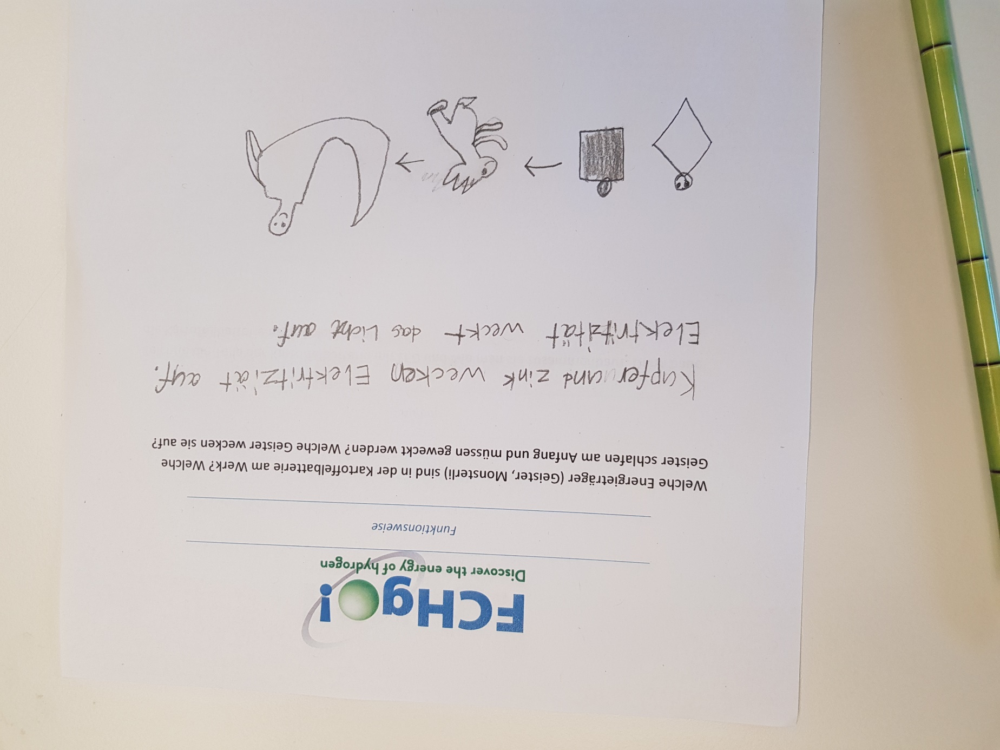 FCHgO!
Discover the energy of hydrogen
Funktionsweise
Welche Energieträger (Geister, Monsterli) sind in der Kartoffelbatterie am Werk? Welche
Geister schlafen am Anfang und müssen geweckt werden? Welche Geister wecken sie auf?
Kupfer und zink wecken Elektritziät auf.
Elektritzität weckt das Licht auf.